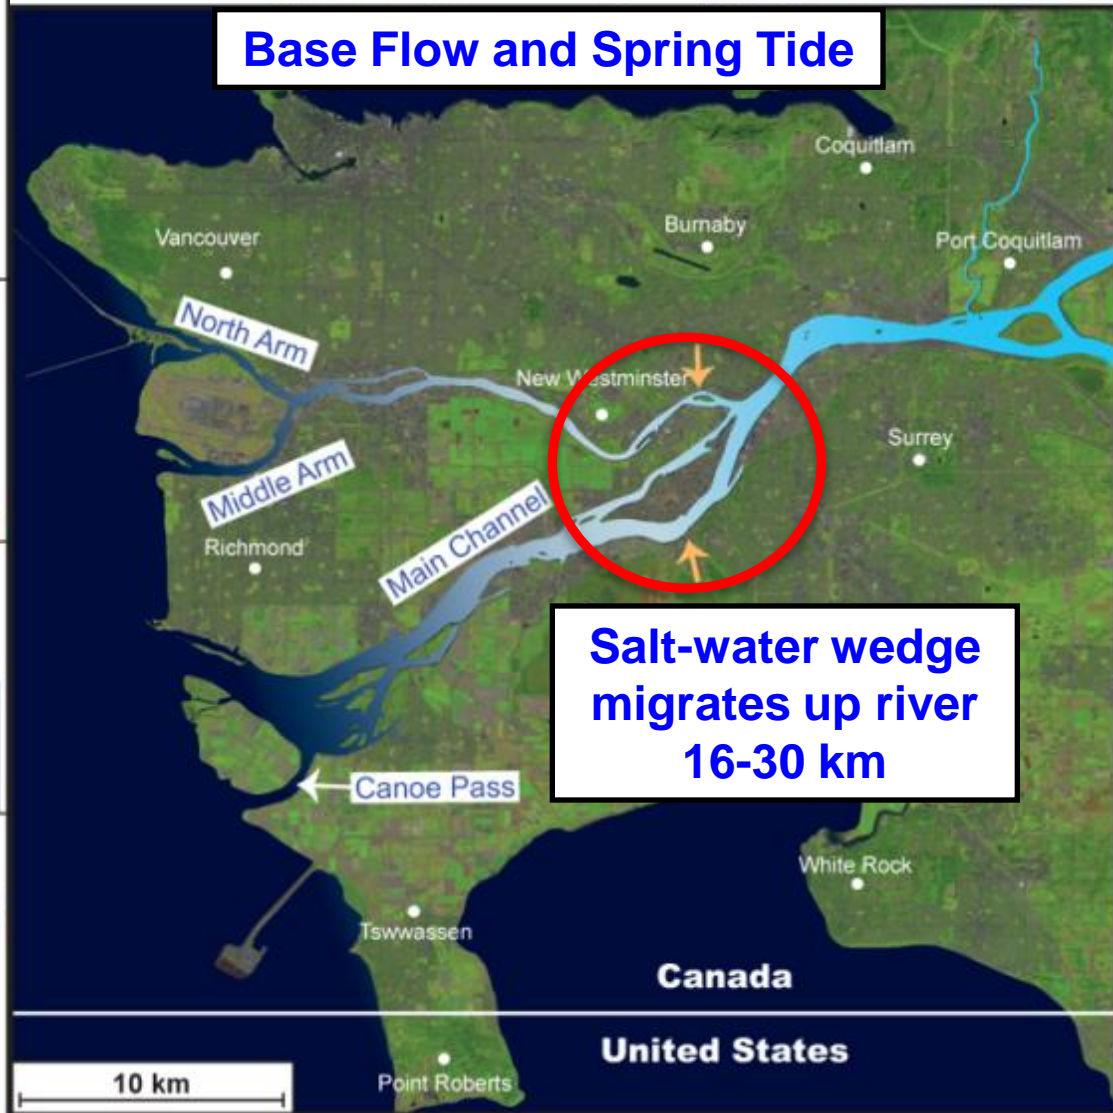 Base Flow and Spring Tide
Coquitlam
Burnaby
Vancouver
Port Coquitlam
North Arm
New Westminster
Surrey
Middle Arm
Main Channel
Richmond
Salt-water wedge
migrates up river
16-30 km
Canoe Pass
White Rock
Tswwassen
Canada
United States
10 km
Point Roberts